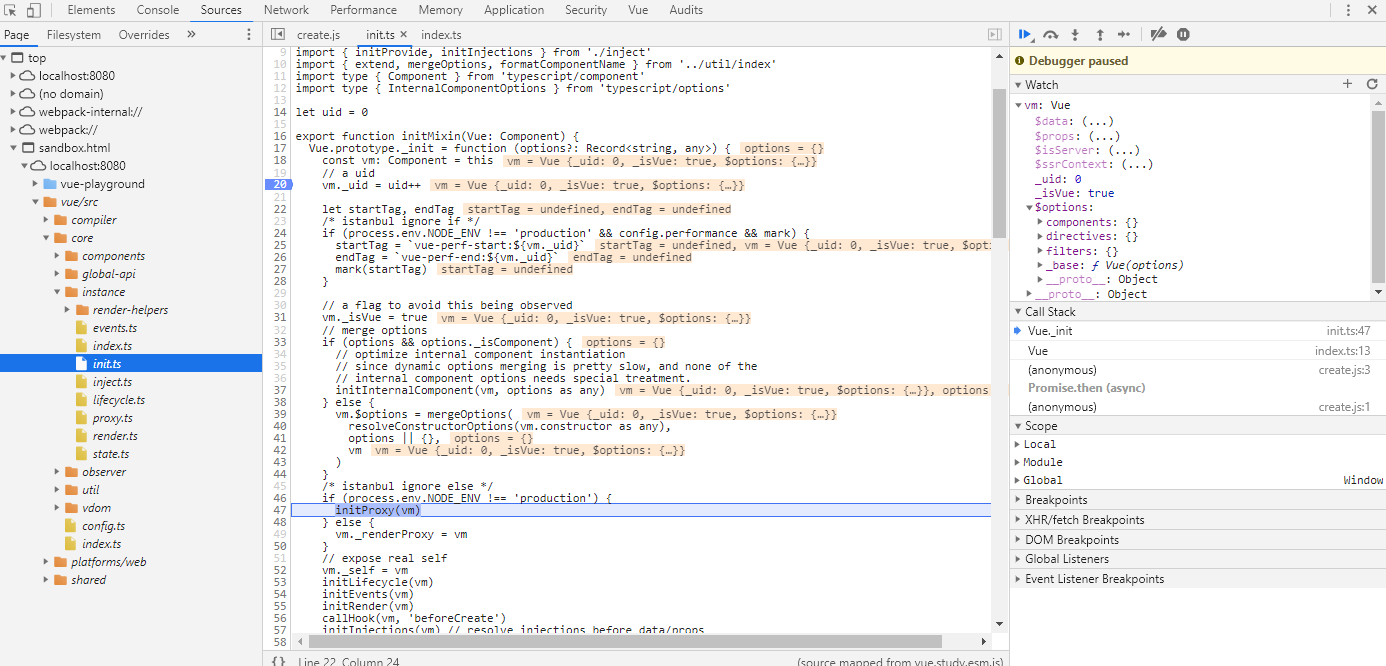 Elements Console Sources Network Performance Memory Application Security Vue Audits
Page Filesystem Overrides »
top
localhost:8080
(no domain)
webpack-internal://
webpack://
sandbox.html
localhost:8080
vue-playground
vue/src
compiler
core
components
global-api
instance
render-helpers
events.ts
index.ts
init.ts
inject.ts
lifecycle.ts
proxy.ts
render.ts
state.ts
observer
util
vdom
config.ts
index.ts
platforms/web
shared
create.js init.ts × index.ts
9 import { initProvide, initInjections } from './inject'
10 import { extend, mergeOptions, formatComponentName } from '../util/index'
11 import type { Component } from 'typescript/component'
12 import type { InternalComponentOptions } from 'typescript/options'
13
14 let uid = 0
15
16 export function initMixin(Vue: Component) {
17 Vue.prototype._init = function (options?: Record<string, any>) { options = {}
18 const vm: Component = this vm = Vue {_uid: 0, _isVue: true, $options: {…}}
19 // a uid
20 vm._uid = uid++ vm = Vue {_uid: 0, _isVue: true, $options: {…}}
21
22 let startTag, endTag startTag = undefined, endTag = undefined
23 /* istanbul ignore if */
24 if (process.env.NODE_ENV !== 'production' && config.performance && mark) {
25 startTag = `vue-perf-start:${vm._uid}` startTag = undefined, vm = Vue {_uid: 0, _isVue: true, $opti
26 endTag = `vue-perf-end:${vm._uid}` endTag = undefined
27 mark(startTag) startTag = undefined
28 }
29
30 // a flag to avoid this being observed
31 vm._isVue = true vm = Vue {_uid: 0, _isVue: true, $options: {…}}
32 // merge options
33 if (options && options._isComponent) { options = {}
34 // optimize internal component instantiation
35 // since dynamic options merging is pretty slow, and none of the
36 // internal component options needs special treatment.
37 initInternalComponent(vm, options as any) vm = Vue {_uid: 0, _isVue: true, $options: {…}}, options
38 } else {
39 vm.$options = mergeOptions( vm = Vue {_uid: 0, _isVue: true, $options: {…}}
40 resolveConstructorOptions(vm.constructor as any),
41 options || {}, options = {}
42 vm vm = Vue {_uid: 0, _isVue: true, $options: {…}}
43 )
44 }
45 /* istanbul ignore else */
46 if (process.env.NODE_ENV !== 'production') {
47 initProxy(vm)
48 } else {
49 vm._renderProxy = vm
50 }
51 // expose real self
52 vm._self = vm
53 initLifecycle(vm)
54 initEvents(vm)
55 initRender(vm)
56 callHook(vm, 'beforeCreate')
57 initInjections(vm) // resolve injections before data/props
58
{} Line 22, Column 24 (source mapped from vue.study.esm.js)
Debugger paused
Watch
vm: Vue
$data: (...)
$props: (...)
$isServer: (...)
$ssrContext: (...)
_uid: 0
_isVue: true
$options:
components: {}
directives: {}
filters: {}
_base: ƒ Vue(options)
__proto__: Object
__proto__: Object
Call Stack
Vue._init init.ts:47
Vue index.ts:13
(anonymous) create.js:3
Promise.then (async)
(anonymous) create.js:1
Scope
Local
Module
Global Window
Breakpoints
XHR/fetch Breakpoints
DOM Breakpoints
Global Listeners
Event Listener Breakpoints